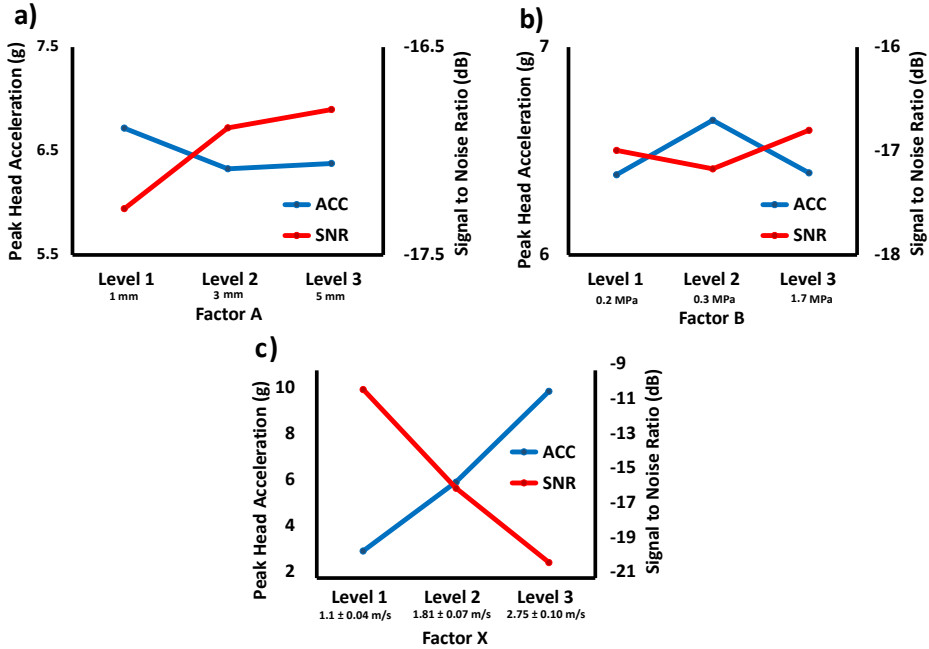 a)
Peak Head Acceleration (g)
7.5
6.5
5.5
-16.5
-17.5
Signal to Noise Ratio (dB)
ACC
SNR
Level 1 Level 2 Level 3
1 mm 3 mm 5 mm
Factor A
b)
Peak Head Acceleration (g)
7
6
-16
-17
-18
Signal to Noise Ratio (dB)
ACC
SNR
Level 1 Level 2 Level 3
0.2 MPa 0.3 MPa 1.7 MPa
Factor B
c)
Peak Head Acceleration (g)
10
8
6
4
2
-9
-11
-13
-15
-17
-19
-21
Signal to Noise Ratio (dB)
ACC
SNR
Level 1 Level 2 Level 3
1.1 ± 0.04 m/s 1.81 ± 0.07 m/s 2.75 ± 0.10 m/s
Factor X